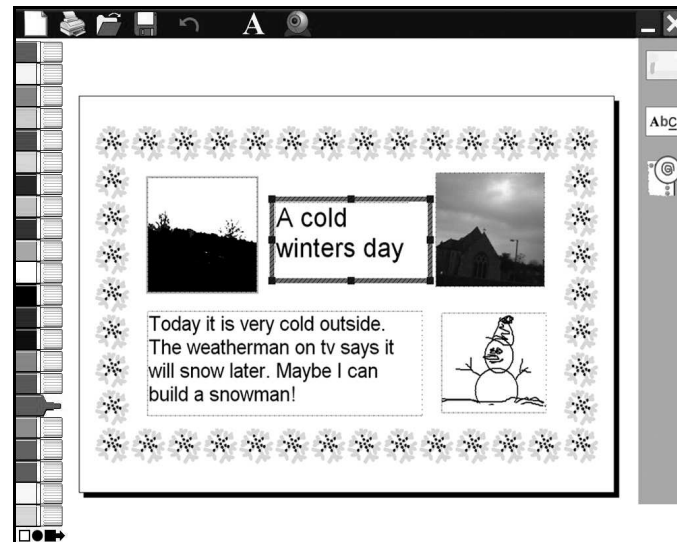 A
A cold
winters day
AbC
Today it is very cold outside.
The weatherman on tv says it
will snow later. Maybe I can
build a snowman!